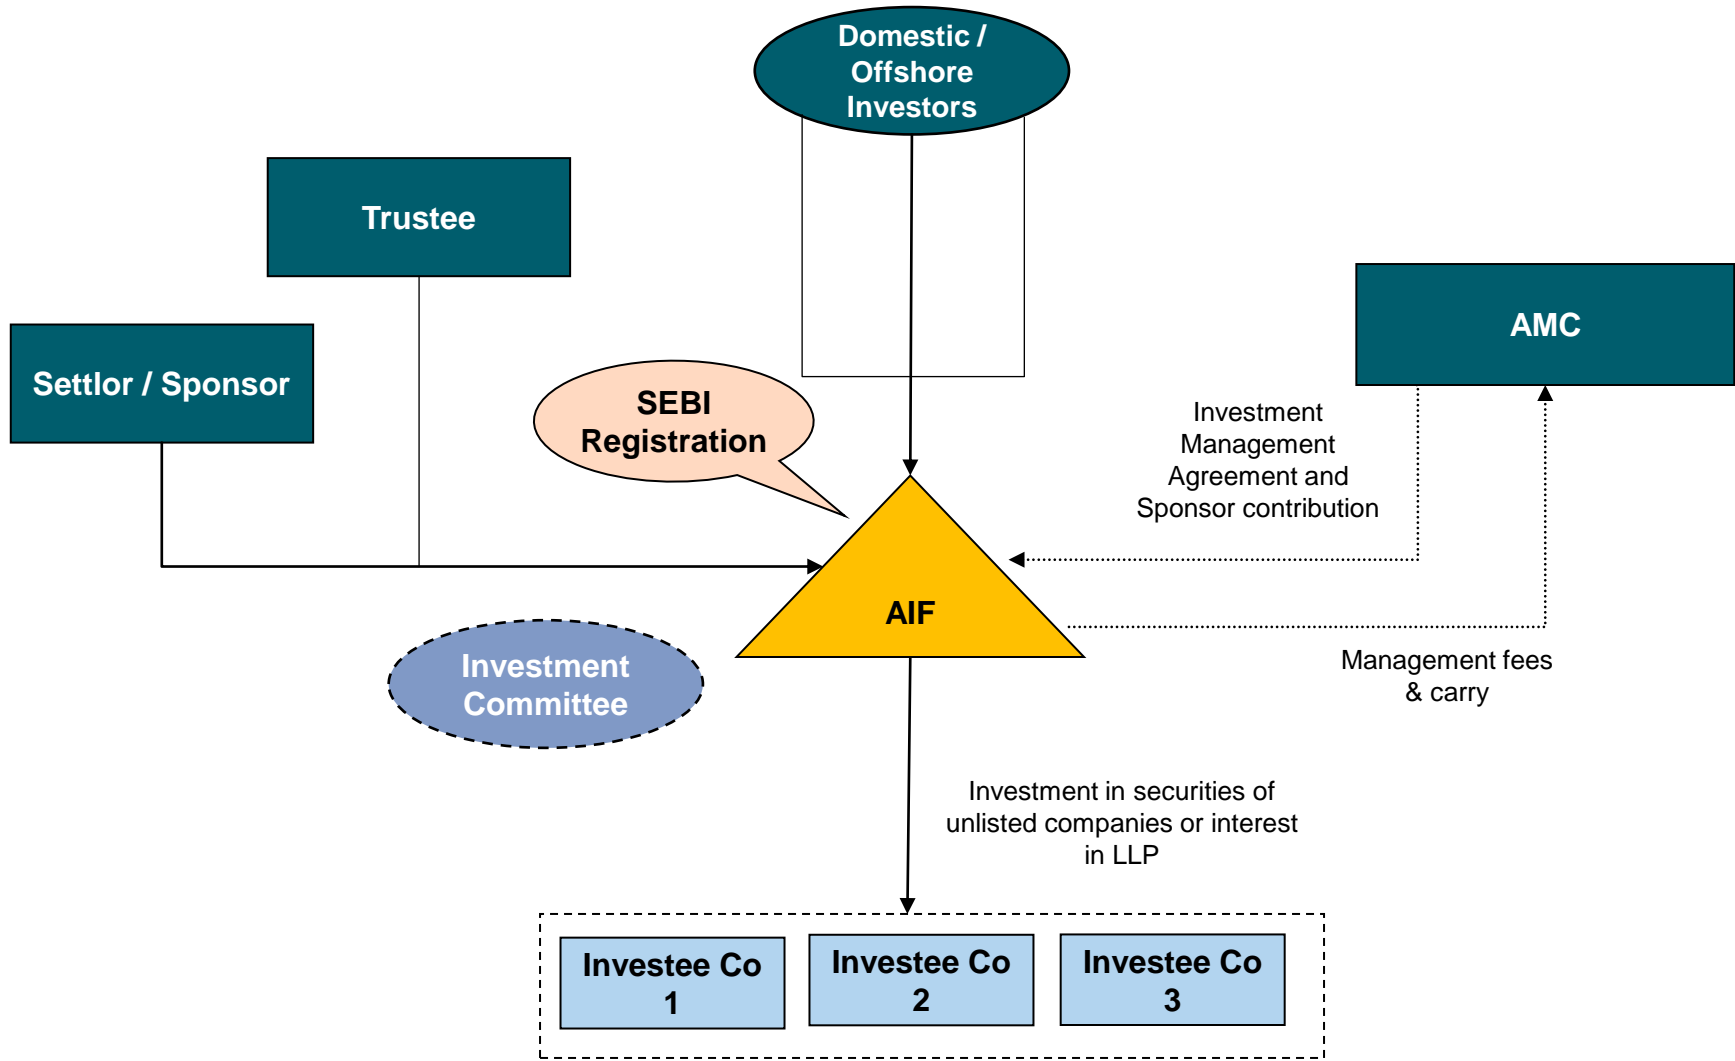 Domestic /
Offshore
Investors
Trustee
AMC
Settlor / Sponsor
SEBI
Registration
Investment
Management
Agreement and
Sponsor contribution
AIF
Investment
Committee
Management fees
& carry
Investment in securities of
unlisted companies or interest
in LLP
Investee Co
1
Investee Co
2
Investee Co
3